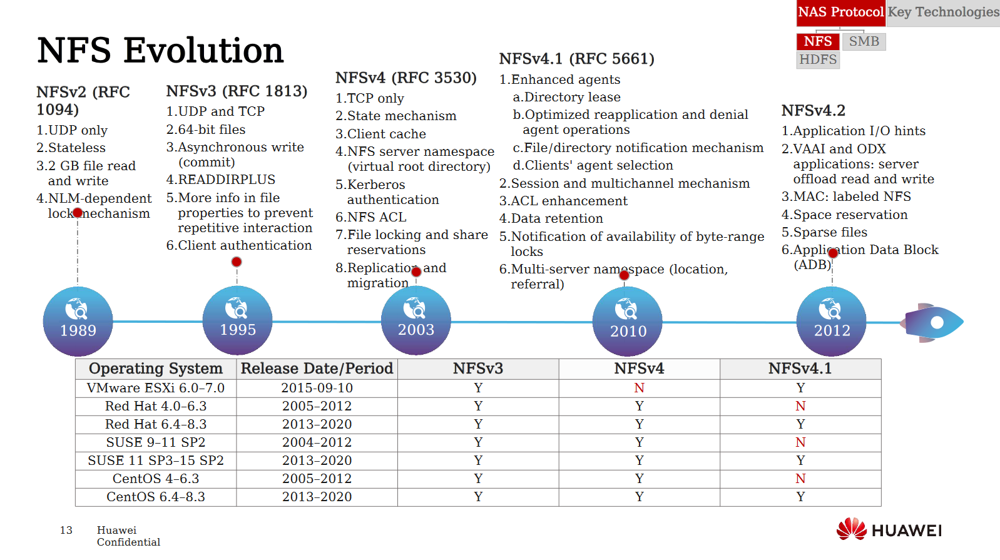 NAS Protocol Key Technologies
NFS SMB
HDFS
NFS Evolution
NFSv2 (RFC
1094)
1.UDP only
2.Stateless
3.2 GB file read
and write
4.NLM-dependent
lock mechanism
NFSv3 (RFC 1813)
1.UDP and TCP
2.64-bit files
3.Asynchronous write
(commit)
4.READDIRPLUS
5.More info in file
properties to prevent
repetitive interaction
6.Client authentication
NFSv4 (RFC 3530)
1.TCP only
2.State mechanism
3.Client cache
4.NFS server namespace
(virtual root directory)
5.Kerberos
authentication
6.NFS ACL
7.File locking and share
reservations
8.Replication and
migration
NFSv4.1 (RFC 5661)
1.Enhanced agents
a.Directory lease
b.Optimized reapplication and denial
agent operations
c.File/directory notification mechanism
d.Clients' agent selection
2.Session and multichannel mechanism
3.ACL enhancement
4.Data retention
5.Notification of availability of byte-range
locks
6.Multi-server namespace (location,
referral)
NFSv4.2
1.Application I/O hints
2.VAAI and ODX
applications: server
offload read and write
3.MAC: labeled NFS
4.Space reservation
5.Sparse files
6.Application Data Block
(ADB)
1989 1995 2003 2010 2012
Operating System Release Date/Period NFSv3 NFSv4 NFSv4.1
VMware ESXi 6.0–7.0 2015-09-10 Y N Y
Red Hat 4.0–6.3 2005–2012 Y Y N
Red Hat 6.4–8.3 2013–2020 Y Y Y
SUSE 9–11 SP2 2004–2012 Y Y N
SUSE 11 SP3–15 SP2 2013–2020 Y Y Y
CentOS 4–6.3 2005–2012 Y Y N
CentOS 6.4–8.3 2013–2020 Y Y Y
13 Huawei
Confidential
HUAWEI